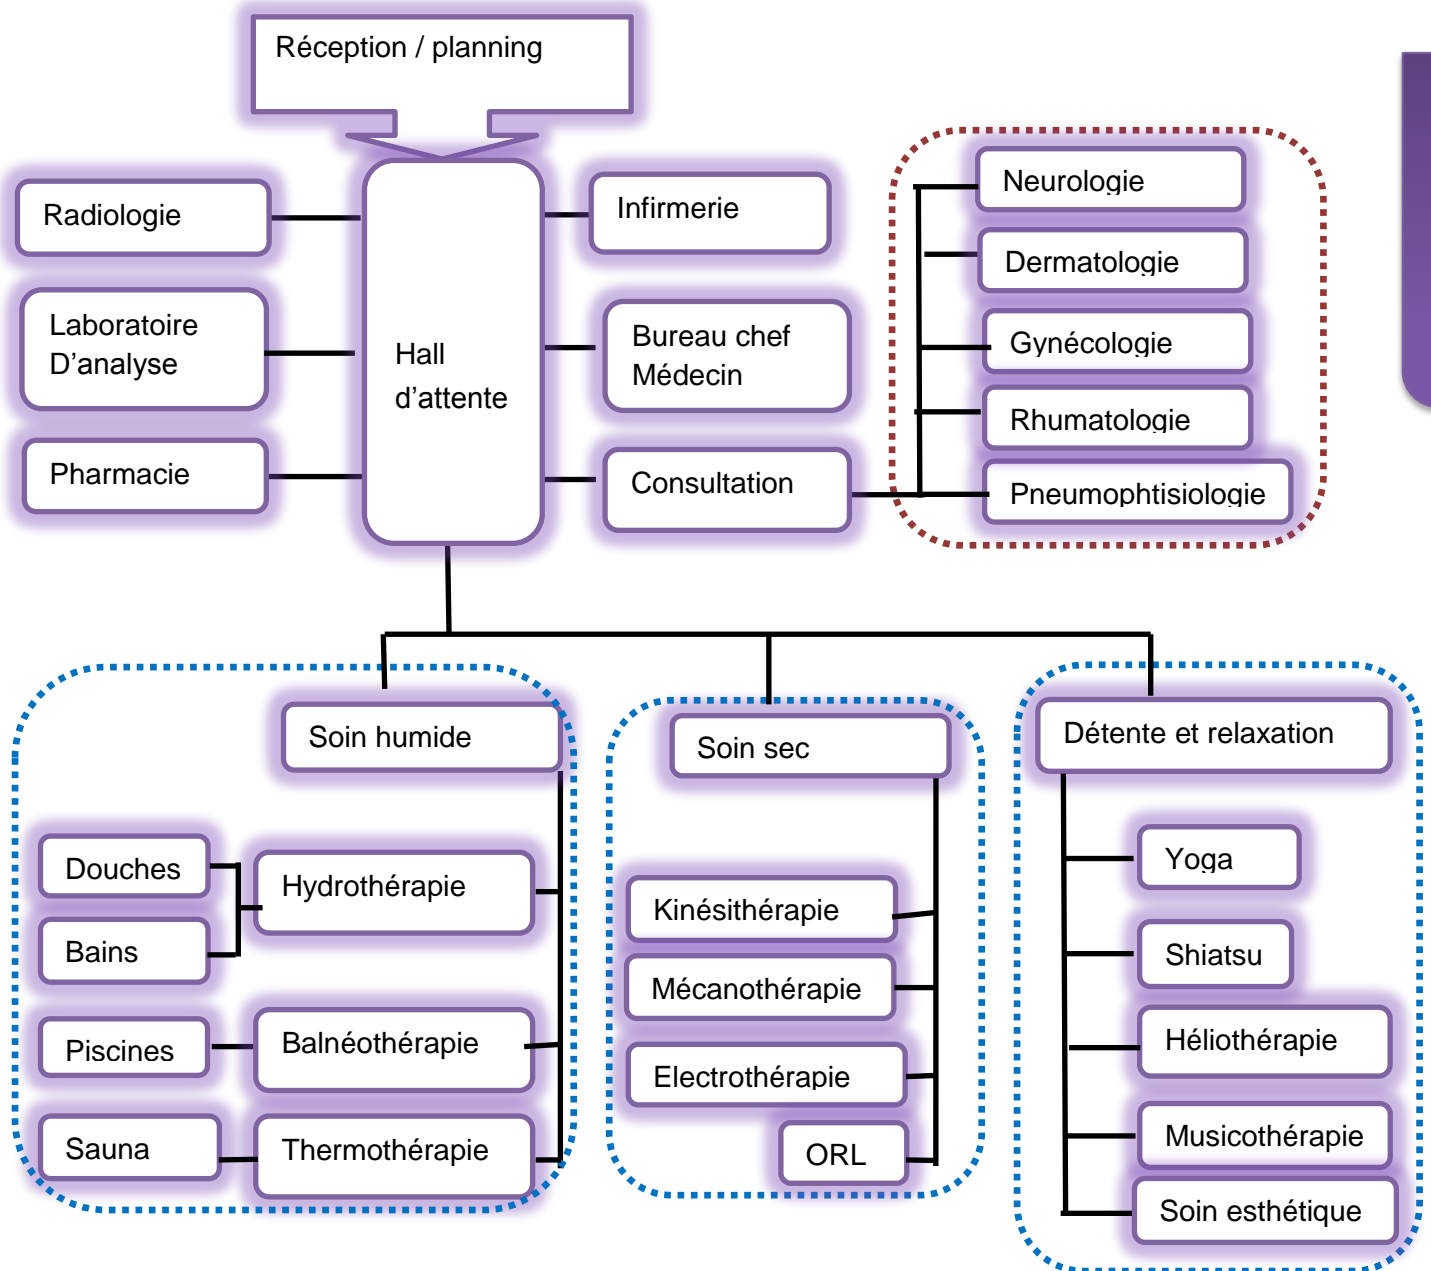 Réception / planning
Radiologie
Laboratoire
D’analyse
Pharmacie
Hall
d’attente
Infirmerie
Bureau chef
Médecin
Consultation
Neurologie
Dermatologie
Gynécologie
Rhumatologie
Pneumophtisiologie
Soin humide
Douches
Bains
Hydrothérapie
Piscines
Balnéothérapie
Sauna
Thermothérapie
Soin sec
Kinésithérapie
Mécanothérapie
Electrothérapie
ORL
Détente et relaxation
Yoga
Shiatsu
Héliothérapie
Musicothérapie
Soin esthétique